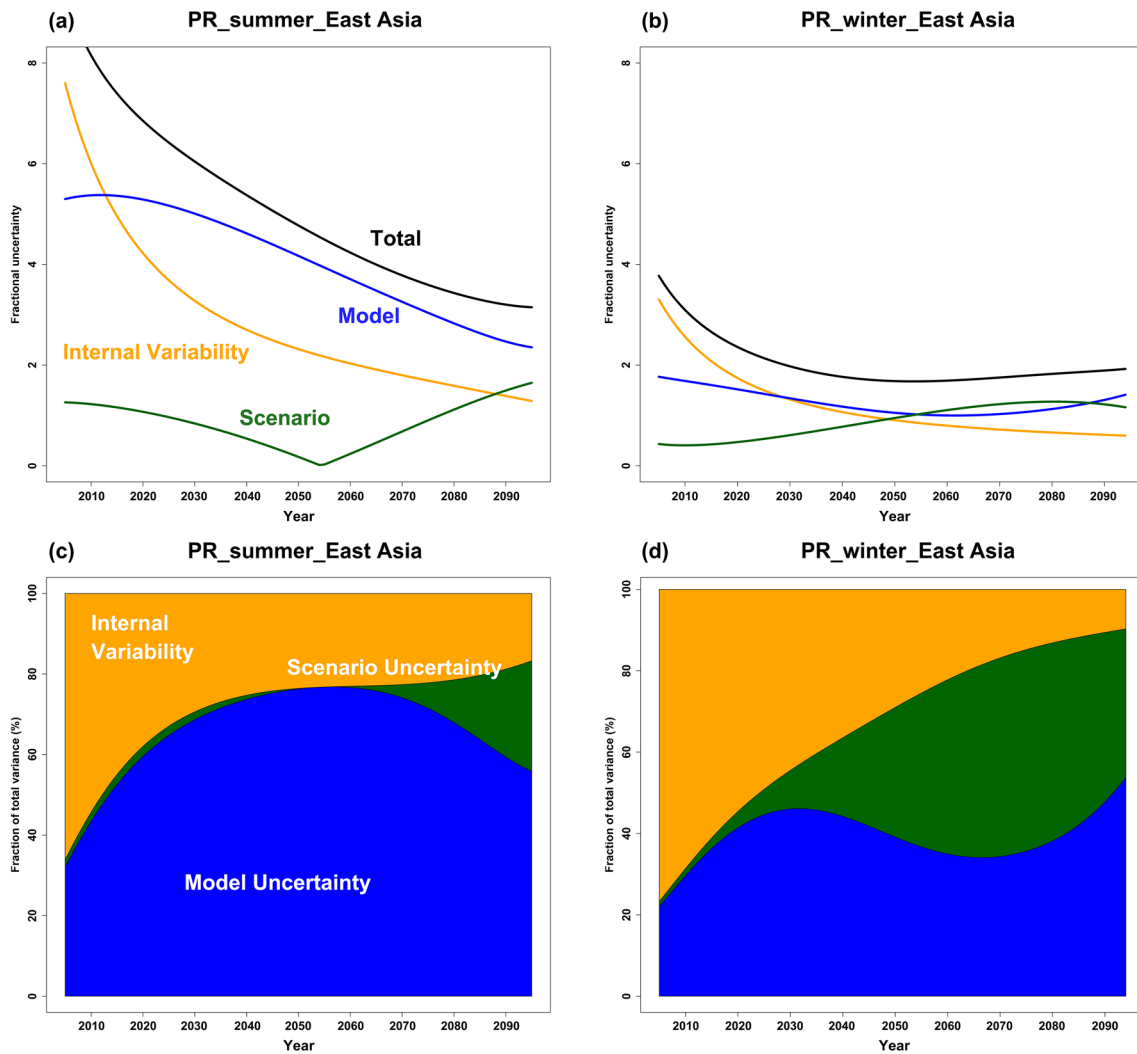 (a)
PR_summer_East Asia
Fractional uncertainty
8
6
4
2
0
Total
Model
Internal Variability
Scenario
2010 2020 2030 2040 2050 2060 2070 2080 2090
Year
(b)
PR_winter_East Asia
Fractional uncertainty
8
6
4
2
0
2010 2020 2030 2040 2050 2060 2070 2080 2090
Year
(c)
PR_summer_East Asia
Fraction of total variance (%)
100
80
60
40
20
0
Internal
Variability
Scenario Uncertainty
Model Uncertainty
2010 2020 2030 2040 2050 2060 2070 2080 2090
Year
(d)
PR_winter_East Asia
Fraction of total variance (%)
100
80
60
40
20
0
2010 2020 2030 2040 2050 2060 2070 2080 2090
Year